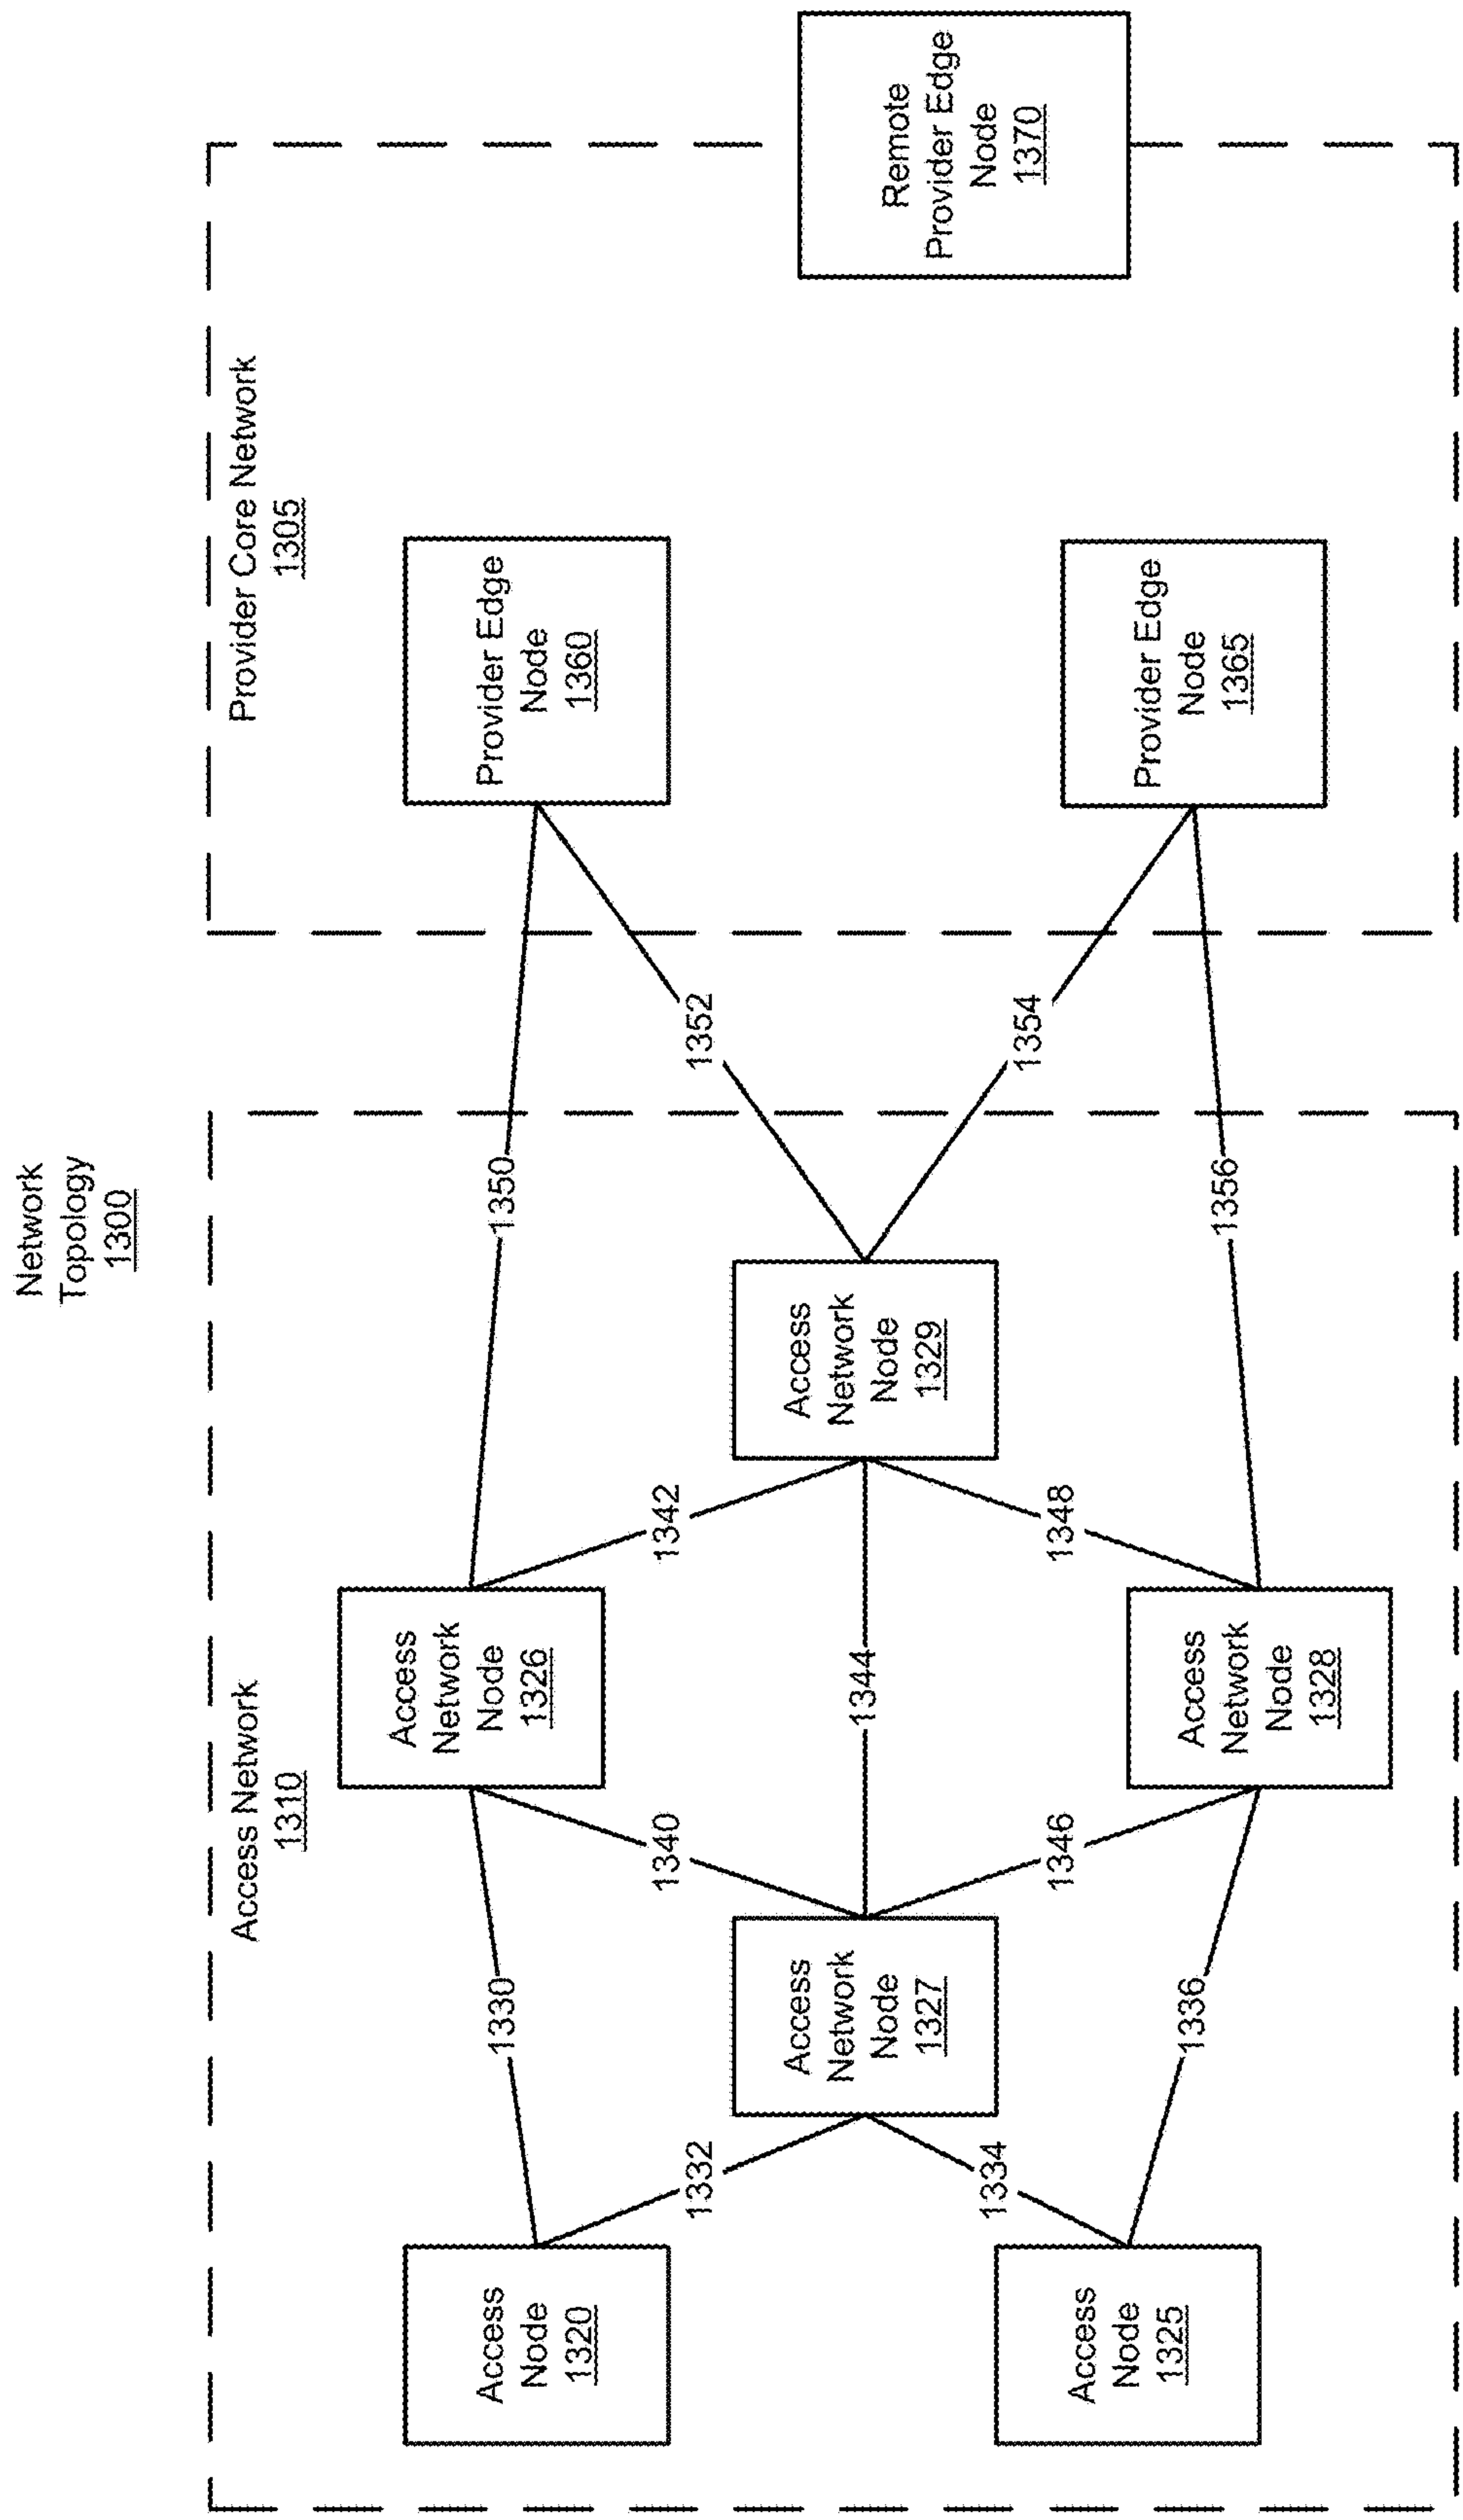 Network
Topology
1300
Access Network
1310
Provider Core Network
1305
Access
Node
1320
Access
Node
1325
1330
1332
1334
1336
Access
Network
Node
1326
Access
Network
Node
1327
Access
Network
Node
1328
1340
1342
1344
1346
1348
Access
Network
Node
1329
1350
1352
1354
1356
Provider Edge
Node
1360
Provider Edge
Node
1365
Remote
Provider Edge
Node
1370